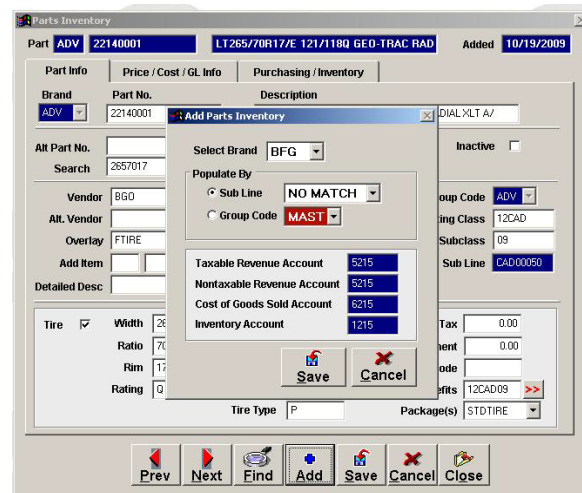 Parts Inventory
Part ADV 22140001 LT265/70R17/E 121/118Q GEO-TRAC RAD Added 10/19/2009
Part Info Price / Cost / GL Info Purchasing / Inventory
Brand Part No. Description
ADV 22140001 DIAL XLT A/
Add Parts Inventory
Select Brand BFG
Populate By
Sub Line NO MATCH
Group Code MAST
Taxable Revenue Account 5215
Nontaxable Revenue Account 5215
Cost of Goods Sold Account 6215
Inventory Account 1215
Save Cancel
Alt Part No. Inactive
Search 2657017
Vendor BGO oup Code ADV
Alt. Vendor ing Class 12CAD
Overlay FTIRE Subclass 09
Add Item Sub Line CAD00050
Detailed Desc
Tire Width 26 Tax 0.00
Ratio 70 ment 0.00
Rim 17 ode
Rating Q efits 12CAD09 >>
Tire Type P Package(s) STDTIRE
Prev Next Find Add Save Cancel Close